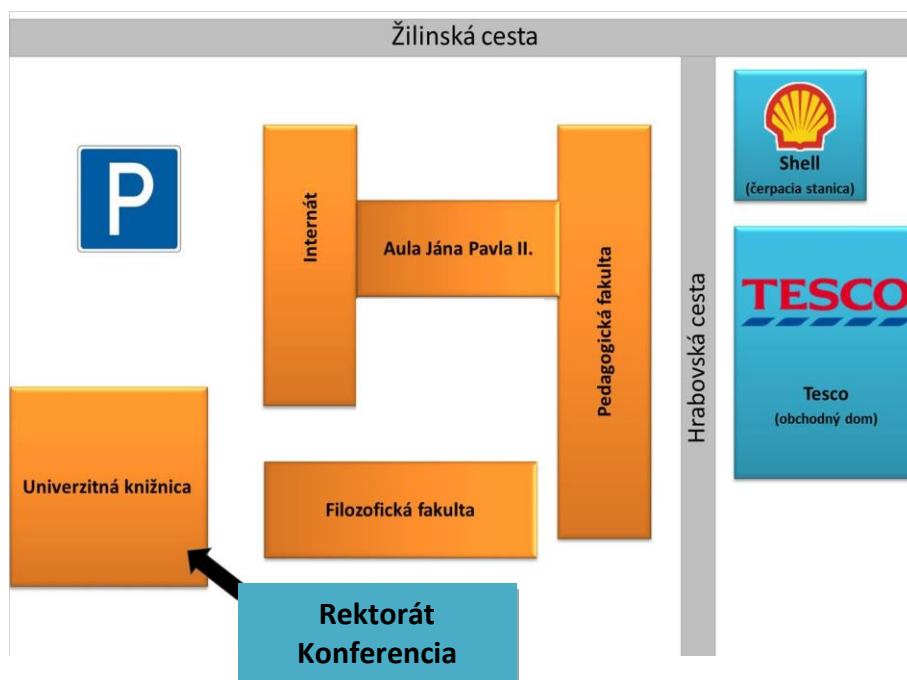 Žilinská cesta
P
Internát
Aula Jána Pavla II.
Pedagogická fakulta
Hrabovská cesta
Shell
(čerpacia stanica)
TESCO
Tesco
(obchodný dom)
Univerzitná knižnica
Filozofická fakulta
Rektorát
Konferencia